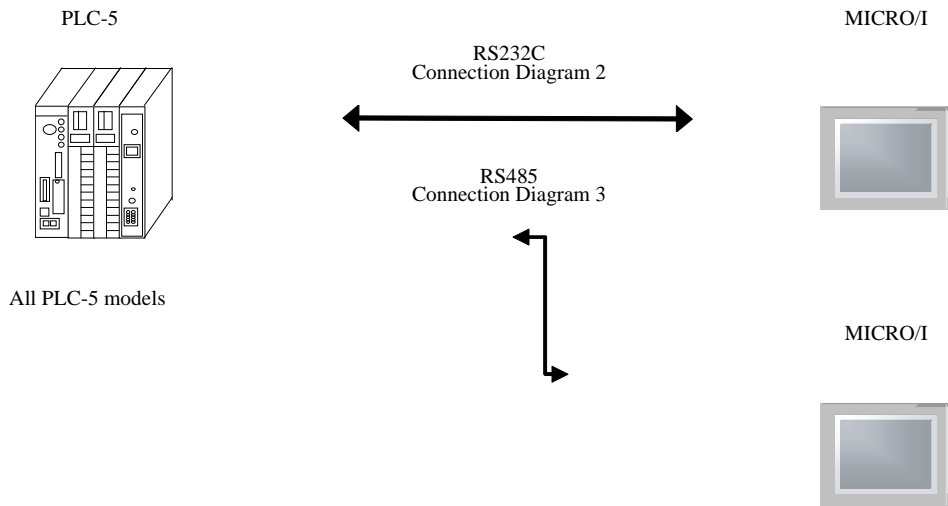 PLC-5
MICRO/I
RS232C
Connection Diagram 2
RS485
Connection Diagram 3
All PLC-5 models
MICRO/I